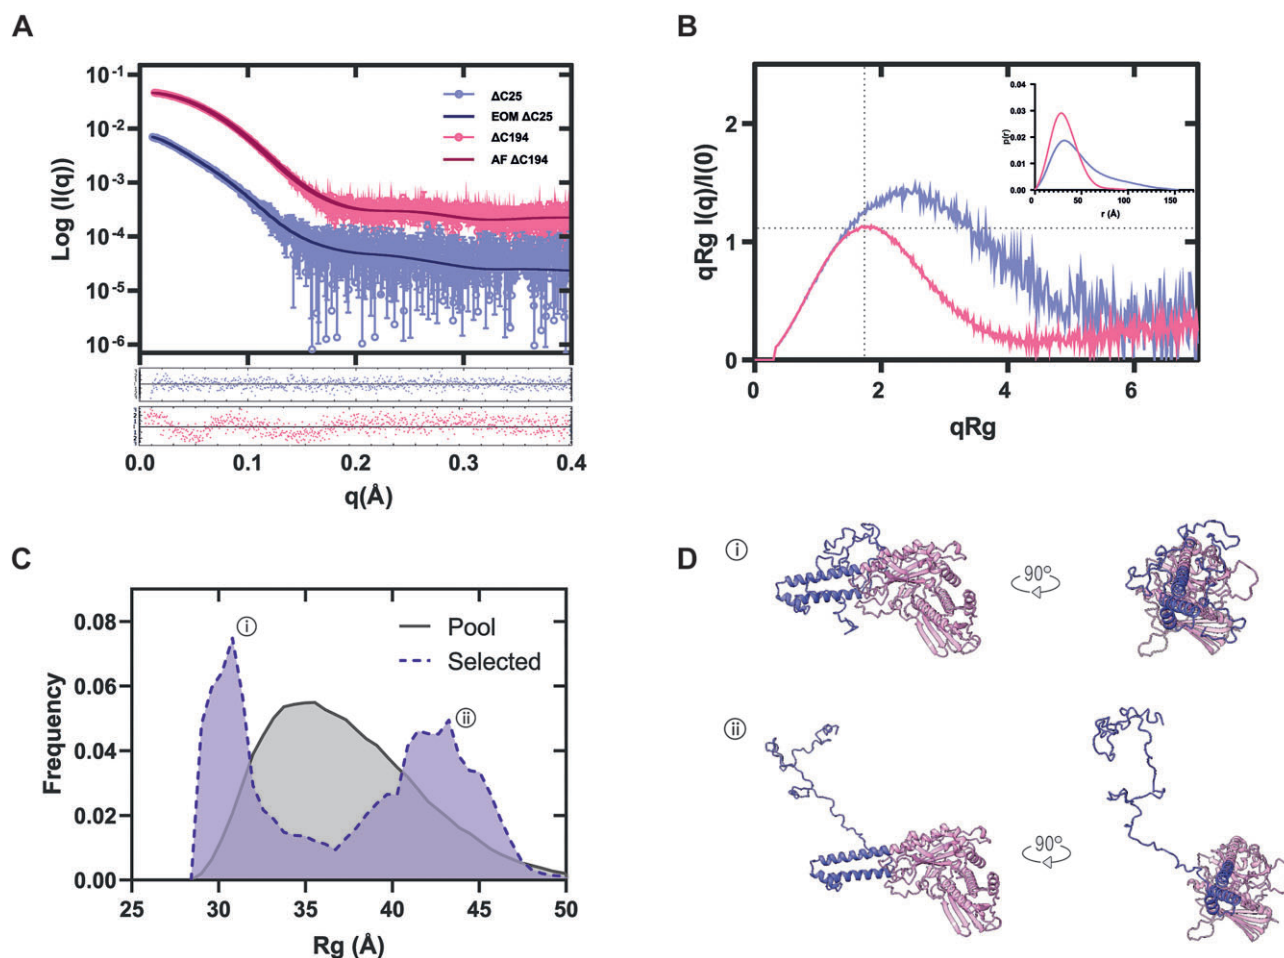 A
Log (I(q)
10-1
10-2
10-3
10-4
10-5
10-6
ΔC25
EOM ΔC25
ΔC194
AF ΔC194
0.0
0.1
0.2
0.3
0.4
q(Å)
B
qRg I(q)/I(0)
2
1
0
0
2
4
6
qRg
p(r)
0.04
0.03
0.02
0.01
0.00
0
50
100
150
r (Å)
C
Frequency
0.08
0.06
0.04
0.02
0.00
i
ii
Pool
Selected
25
30
35
40
45
50
Rg (Å)
D
i
90°
ii
90°